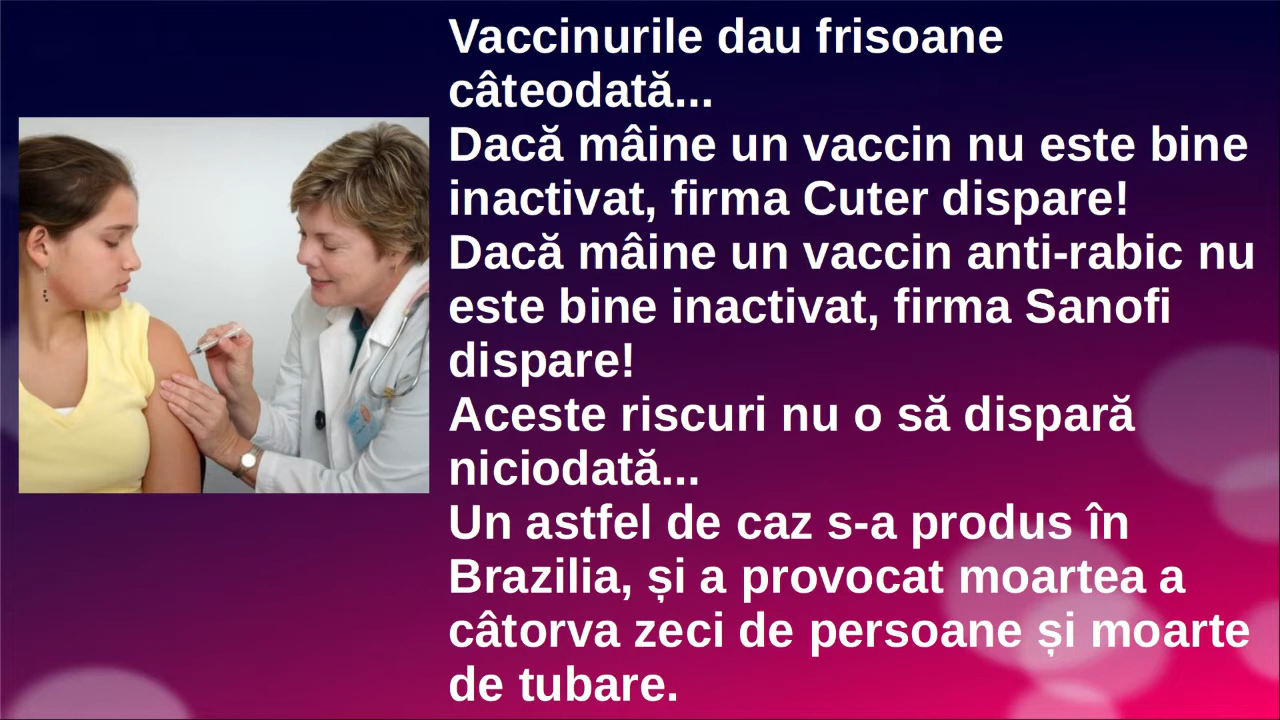 Vaccinurile dau frisoane
câteodată...
Dacă mâine un vaccin nu este bine
inactivat, firma Cuter dispare!
Dacă mâine un vaccin anti-rabic nu
este bine inactivat, firma Sanofi
dispare!
Aceste riscuri nu o să dispară
niciodată...
Un astfel de caz s-a produs în
Brazilia, și a provocat moartea a
câtorva zeci de persoane și moarte
de tubare.